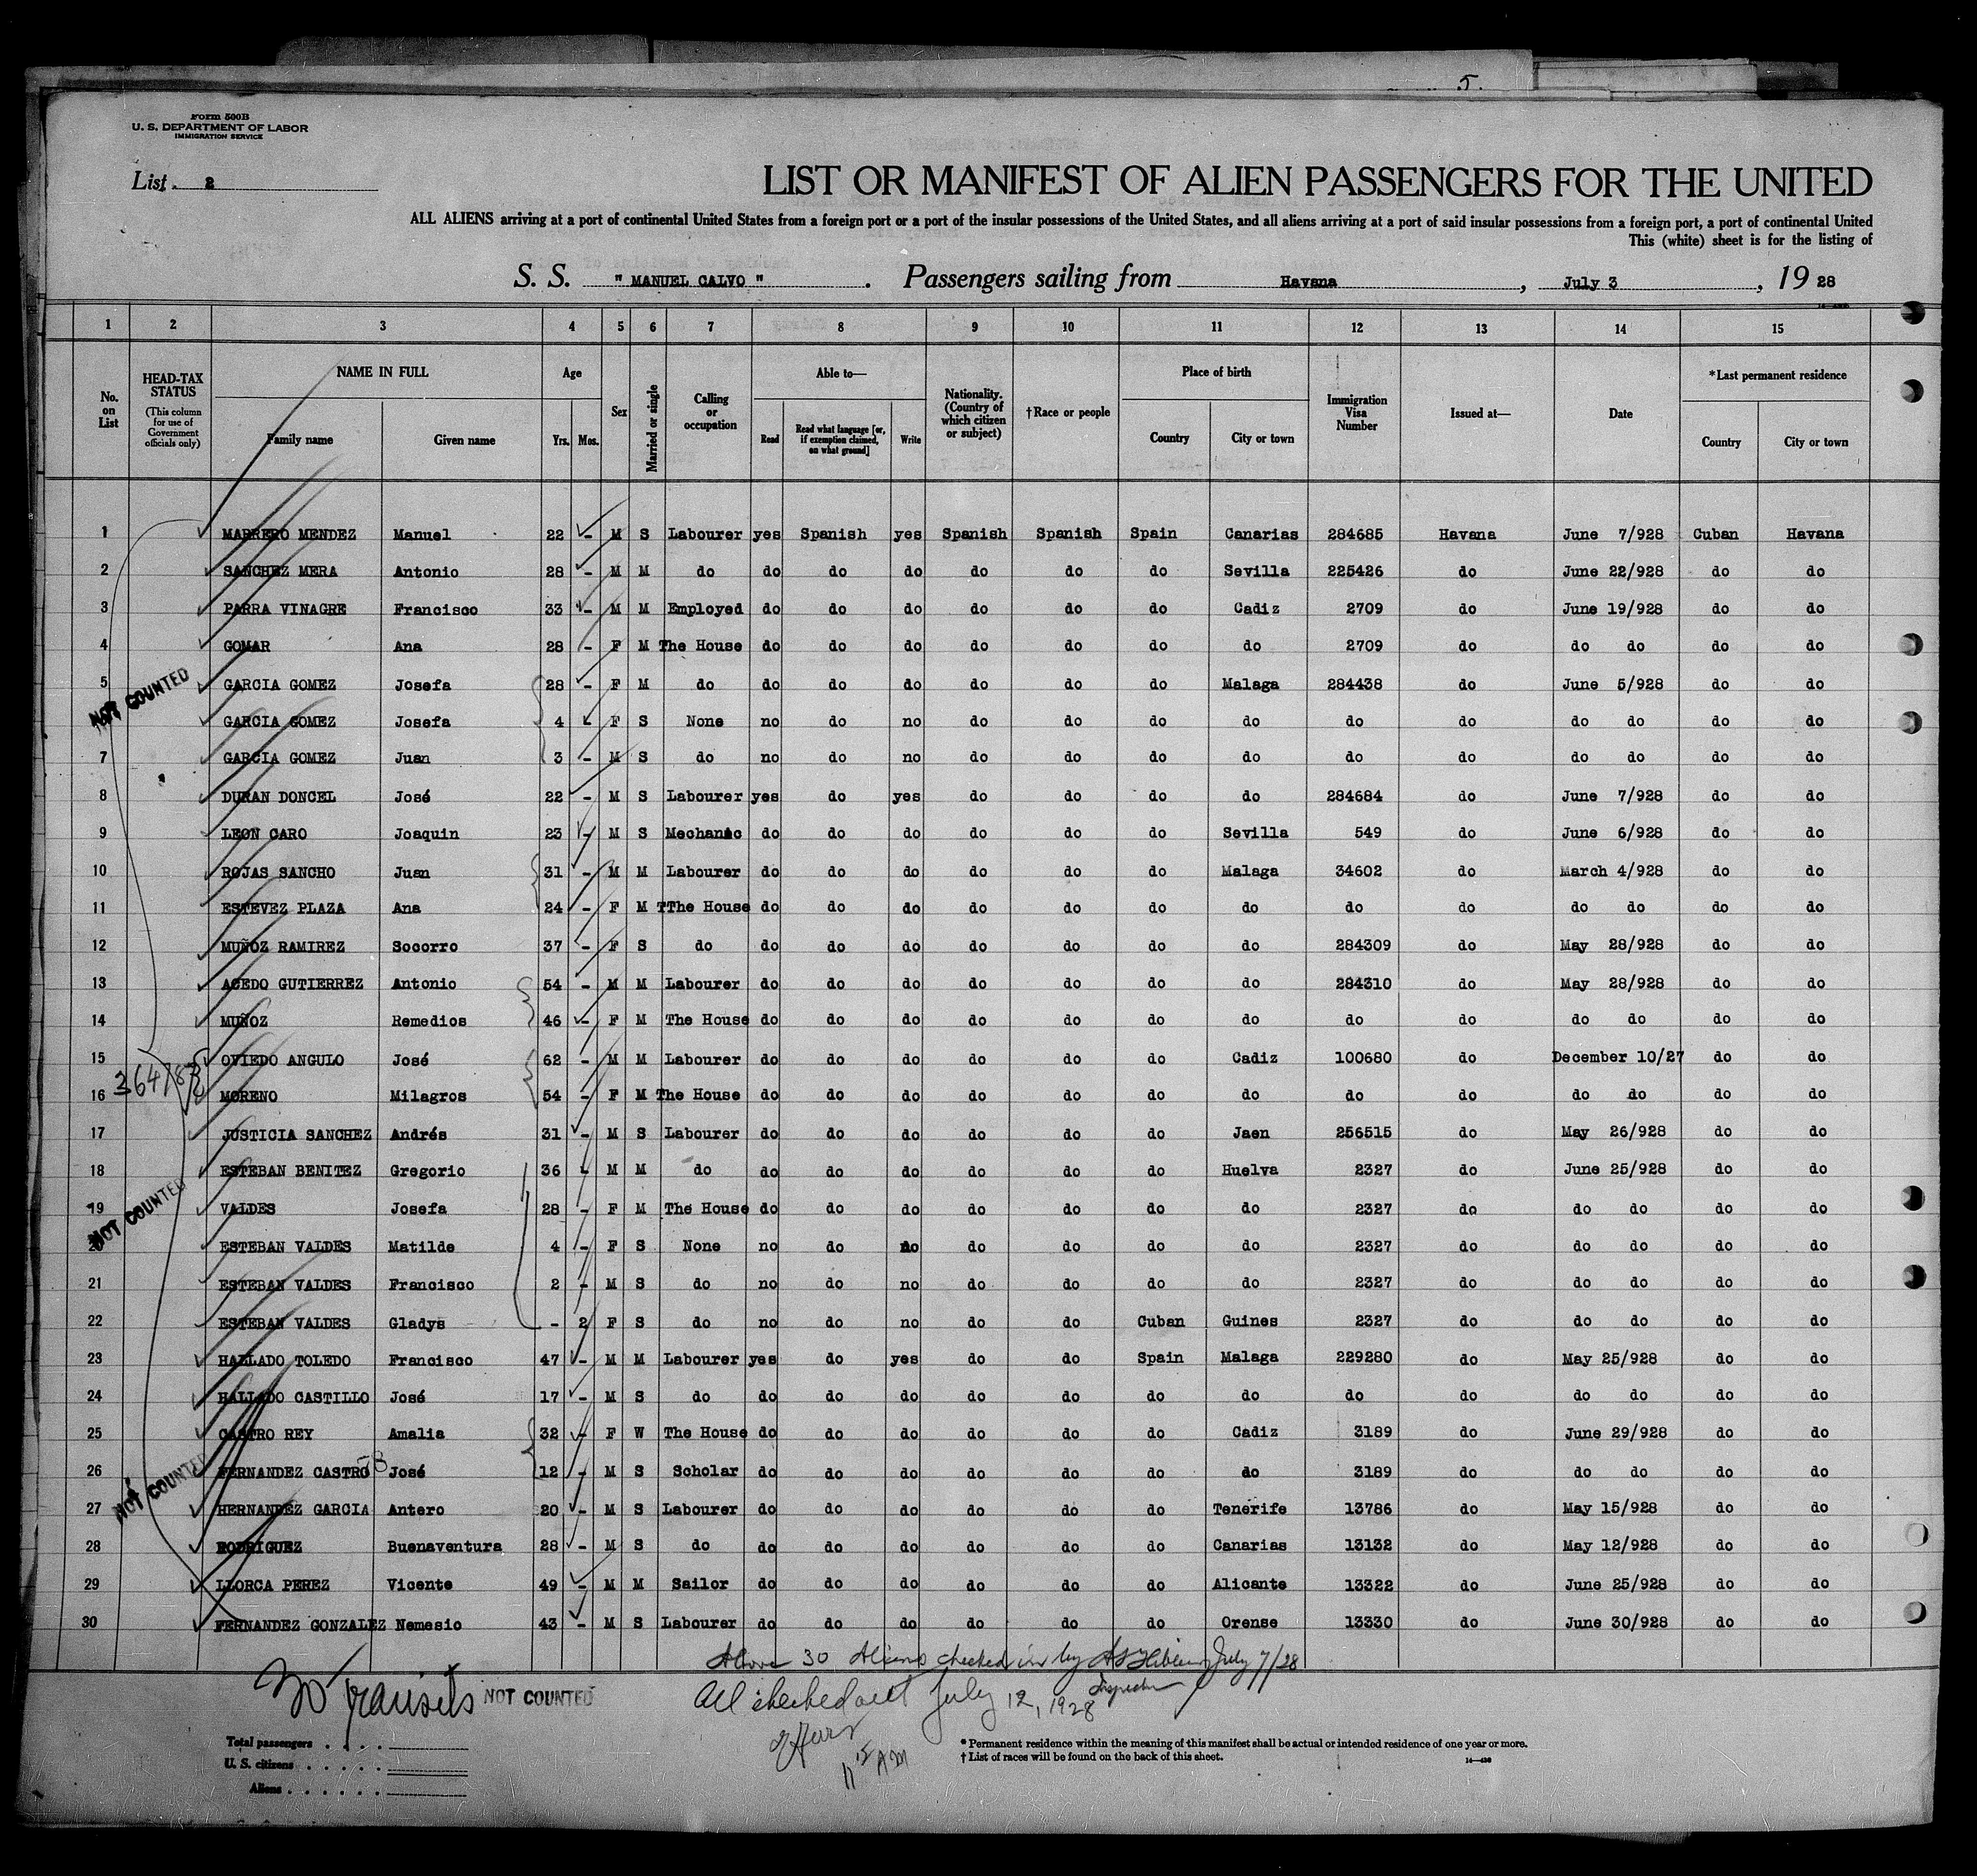 5.
Form 500B
U. S. DEPARTMENT OF LABOR
IMMIGRATION SERVICE
List 2
LIST OR MANIFEST OF ALIEN PASSENGERS FOR THE UNITED
ALL ALIENS arriving at a port of continental United States from a foreign port or a port of the insular possessions of the United States, and all aliens arriving at a port of said insular possessions from a foreign port, a port of continental United
This (white) sheet is for the listing of
S. S. " MANUEL CALVO " . Passengers sailing from Havana , July 3 , 19 28
1 2 3 4 5 6 7 8 9 10 11 12 13 14 15
No. on List
HEAD-TAX STATUS (This column for use of Government officials only)
NAME IN FULL Family name Given name
Age Yrs. Mos.
Sex
Married or single
Calling or occupation
Able to— Read Read what language [or, if exemption claimed, on what ground] Write
Nationality. (Country of which citizen or subject)
†Race or people
Place of birth Country City or town
Immigration Visa Number
Issued at—
Date
*Last permanent residence Country City or town
1 MARRERO MENDEZ Manuel 22 - M S Labourer yes Spanish yes Spanish Spanish Spain Canarias 284685 Havana June 7/928 Cuban Havana
2 SANCHEZ MERA Antonio 28 - M M do do do do do do do Sevilla 225426 do June 22/928 do do
3 PARRA VINAGRE Francisco 33 - M M Employed do do do do do do Cadiz 2709 do June 19/928 do do
4 GOMAR Ana 28 - F M The House do do do do do do do 2709 do do do do do
5 GARCIA GOMEZ Josefa 28 - F M do do do do do do do Malaga 284438 do June 5/928 do do
6 GARCIA GOMEZ Josefa 4 - F S None no do no do do do do do do do do do do
7 GARCIA GOMEZ Juan 3 - M S do no do no do do do do do do do do do do
8 DURAN DONCEL José 22 - M S Labourer yes do yes do do do do 284684 do June 7/928 do do
9 LEON CARO Joaquin 23 - M S Mechanic do do do do do do Sevilla 549 do June 6/928 do do
10 ROJAS SANCHO Juan 31 - M M Labourer do do do do do do Malaga 34602 do March 4/928 do do
11 ESTEVEZ PLAZA Ana 24 - F M TThe House do do do do do do do do do do do do do
12 MUÑOZ RAMIREZ Socorro 37 - F S do do do do do do do do 284309 do May 28/928 do do
13 ACEDO GUTIERREZ Antonio 54 - M M Labourer do do do do do do do 284310 do May 28/928 do do
14 MUÑOZ Remedios 46 - F M The House do do do do do do do do do do do do do
15 OVIEDO ANGULO José 62 - M M Labourer do do do do do do Cadiz 100680 do December 10/27 do do
16 MORENO Milagros 54 - F M The House do do do do do do do do do do do do do
17 JUSTICIA SANCHEZ Andrés 31 - M S Labourer do do do do do do Jaen 256515 do May 26/928 do do
18 ESTEBAN BENITEZ Gregorio 36 - M M do do do do do do do Huelva 2327 do June 25/928 do do
19 VALDES Josefa 28 - F M The House do do do do do do do 2327 do do do do do
20 ESTEBAN VALDES Matilde 4 - F S None no do no do do do do 2327 do do do do do
21 ESTEBAN VALDES Francisco 2 - M S do no do no do do do do 2327 do do do do do
22 ESTEBAN VALDES Gladys - 2 F S do no do no do do Cuban Guines 2327 do do do do do
23 HALLADO TOLEDO Francisco 47 - M M Labourer yes do yes do do Spain Malaga 229280 do May 25/928 do do
24 HALLADO CASTILLO José 17 - M S do do do do do do do do do do do do do do
25 CASTRO REY Amalia 32 - F W The House do do do do do do Cadiz 3189 do June 29/928 do do
26 FERNANDEZ CASTRO José 12 - M S Scholar do do do do do do do 3189 do do do do do
27 HERNANDEZ GARCIA Antero 20 - M S Labourer do do do do do do Tenerife 13786 do May 15/928 do do
28 RODRIGUEZ Buenaventura 28 - M S do do do do do do do Canarias 13132 do May 12/928 do do
29 LLORCA PEREZ Vicente 49 - M M Sailor do do do do do do Alicante 13322 do June 25/928 do do
30 FERNANDEZ GONZALEZ Nemesio 43 - M S Labourer do do do do do do Orense 13330 do June 30/928 do do
NOT COUNTED
NOT COUNTED
NOT COUNTED
Above 30 Aliens checked in by July 7/28
Inspector
30 Transits NOT COUNTED
All checked out July 12, 1928
11 15 AM
Total passengers
U. S. citizens
Aliens
* Permanent residence within the meaning of this manifest shall be actual or intended residence of one year or more.
† List of races will be found on the back of this sheet.